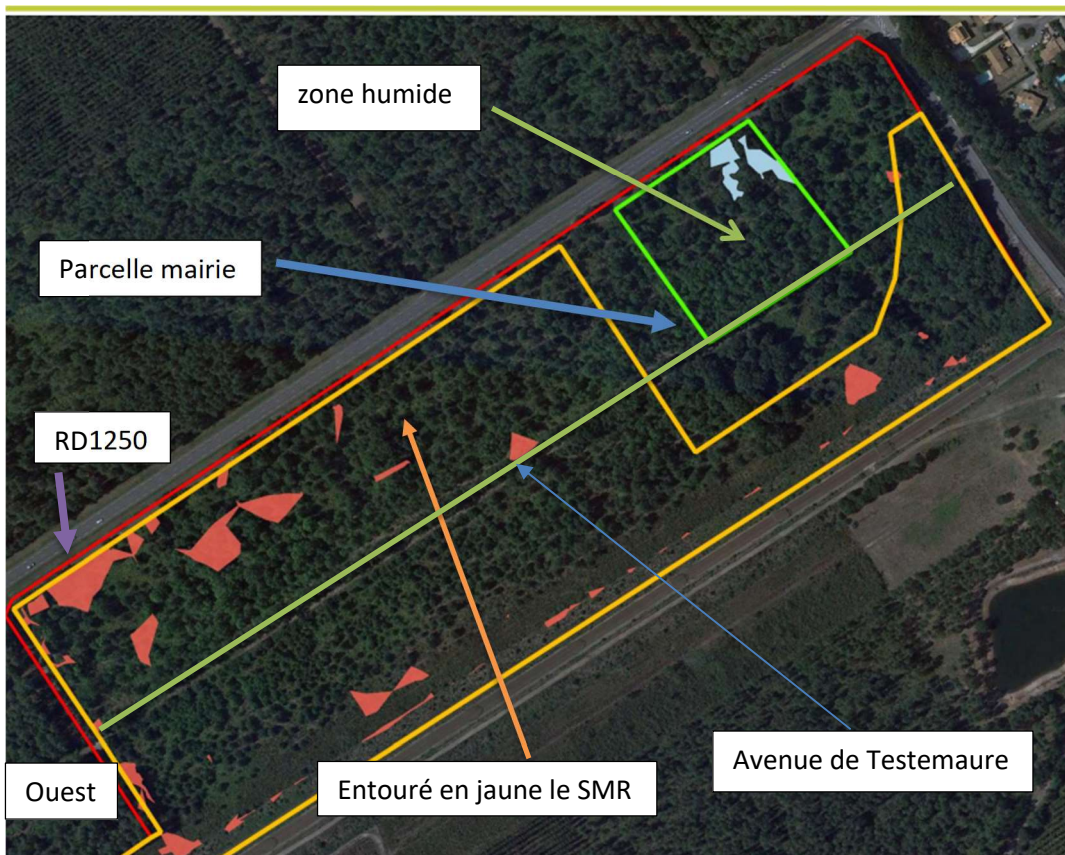 zone humide
Parcelle mairie
RD1250
Avenue de Testemaure
Ouest
Entouré en jaune le SMR